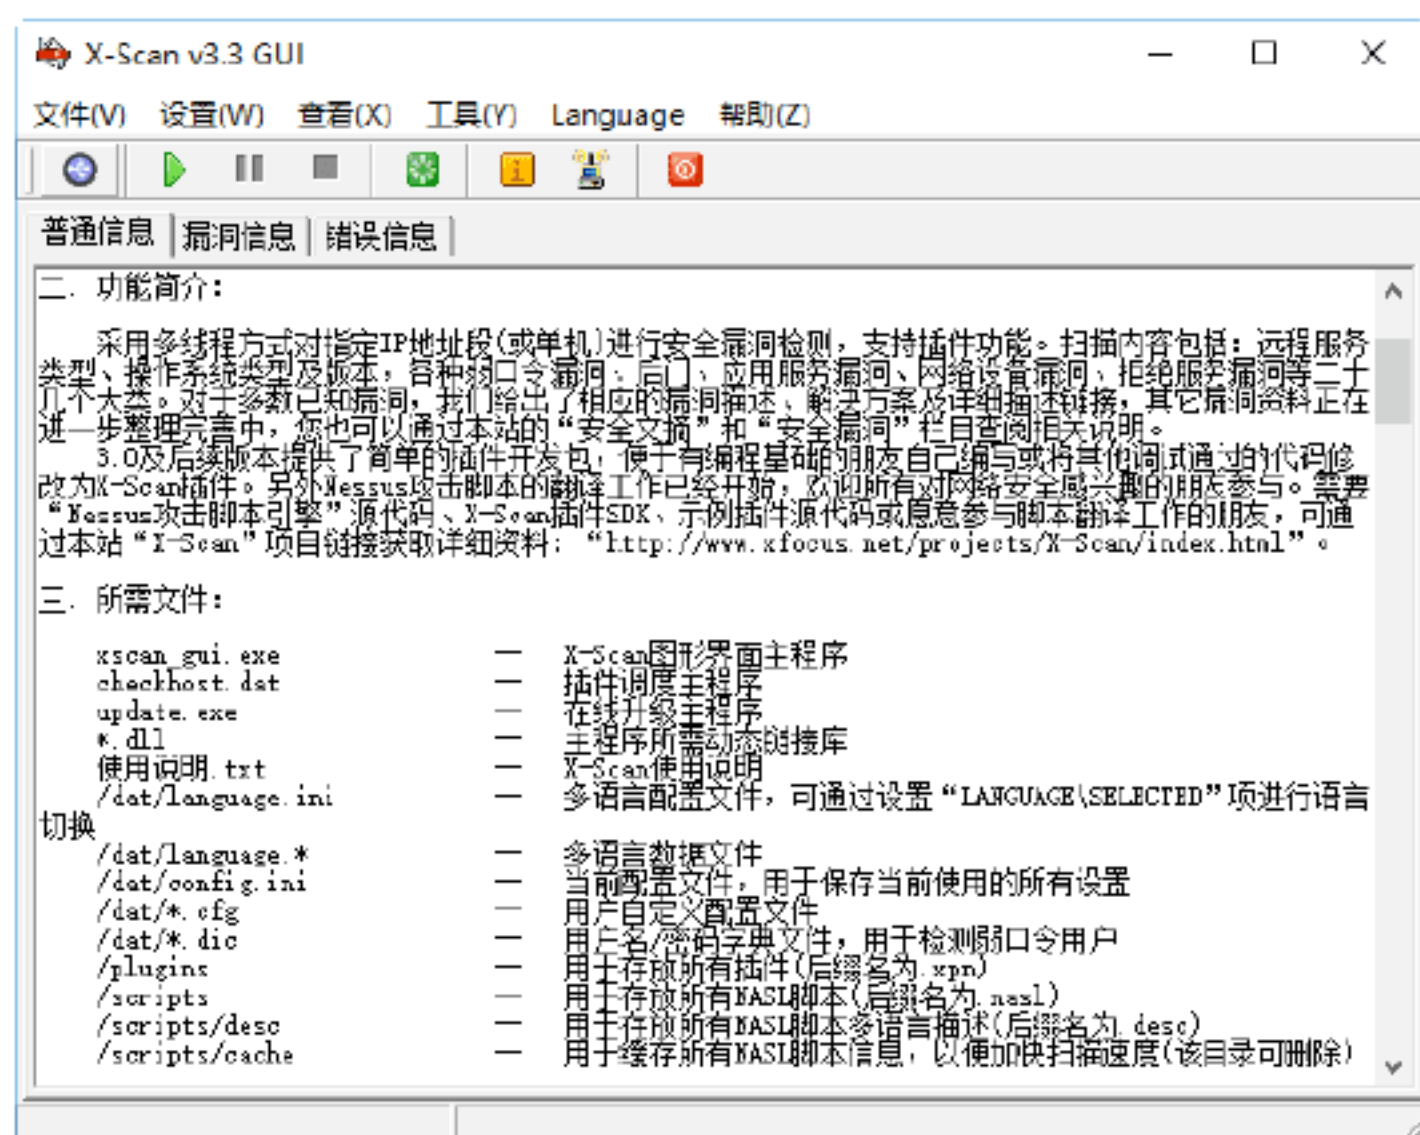 X-Scan v3.3 GUI
文件(V) 设置(W) 查看(X) 工具(Y) Language 帮助(Z)
普通信息 漏洞信息 错误信息
二. 功能简介:
采用多线程方式对指定IP地址段(或单机)进行安全漏洞检测，支持插件功能。扫描内容包括：远程服务
类型、操作系统类型及版本，各种弱口令漏洞、后门、应用服务漏洞、网络设备漏洞、拒绝服务漏洞等二十
几个大类。对于多数已知漏洞，我们给出了相应的漏洞描述、解决方案及详细描述链接，其它漏洞资料正在
进一步整理完善中，您也可以通过本站的“安全文摘”和“安全漏洞”栏目查阅相关说明。
3.0及后续版本提供了简单的插件开发包，便于有编程基础的朋友自己编写或将其他调试通过的代码修
改为X-Scan插件。另外Nessus攻击脚本的翻译工作已经开始，欢迎所有对网络安全感兴趣的朋友参与。需要
“Nessus攻击脚本引擎”源代码、X-Scan插件SDK、示例插件源代码或愿意参与脚本翻译工作的朋友，可通
过本站“X-Scan”项目链接获取详细资料：“http://www.xfocus.net/projects/X-Scan/index.html”。
三. 所需文件:
xscan_gui.exe — X-Scan图形界面主程序
checkhost.dat — 插件调度主程序
update.exe — 在线升级主程序
*.dll — 主程序所需动态链接库
使用说明.txt — X-Scan使用说明
/dat/language.ini — 多语言配置文件，可通过设置“LANGUAGE\SELECTED”项进行语言
切换
/dat/language.* — 多语言数据文件
/dat/config.ini — 当前配置文件，用于保存当前使用的所有设置
/dat/*.cfg — 用户自定义配置文件
/dat/*.dic — 用户名/密码字典文件，用于检测弱口令用户
/plugins — 用于存放所有插件(后缀名为.xpn)
/scripts — 用于存放所有NASL脚本(后缀名为.nasl)
/scripts/desc — 用于存放所有NASL脚本多语言描述(后缀名为.desc)
/scripts/cache — 用于缓存所有NASL脚本信息，以便加快扫描速度(该目录可删除)